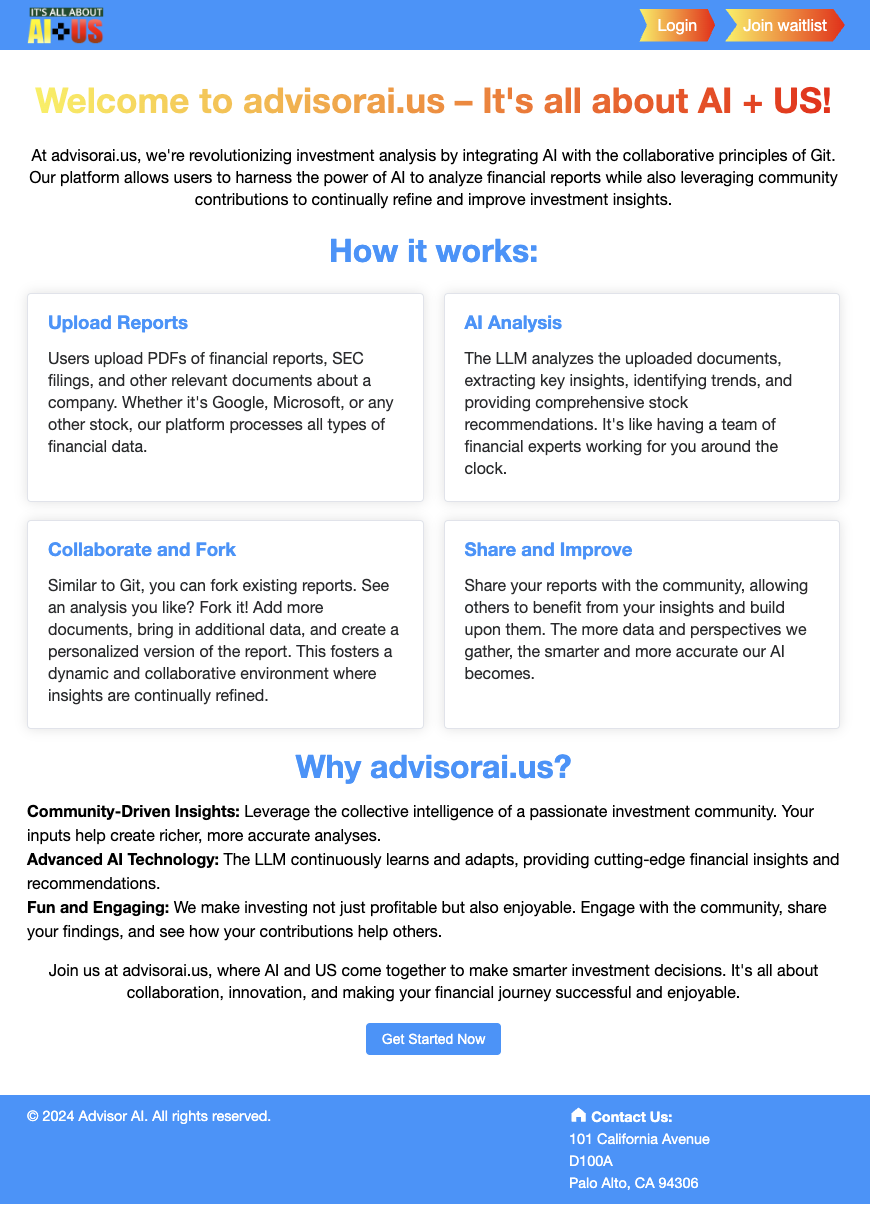 IT'S ALL ABOUT
AI+US
Login
Join waitlist
Welcome to advisorai.us – It's all about AI + US!
At advisorai.us, we're revolutionizing investment analysis by integrating AI with the collaborative principles of Git.
Our platform allows users to harness the power of AI to analyze financial reports while also leveraging community
contributions to continually refine and improve investment insights.
How it works:
Upload Reports
Users upload PDFs of financial reports, SEC
filings, and other relevant documents about a
company. Whether it's Google, Microsoft, or any
other stock, our platform processes all types of
financial data.
AI Analysis
The LLM analyzes the uploaded documents,
extracting key insights, identifying trends, and
providing comprehensive stock
recommendations. It's like having a team of
financial experts working for you around the
clock.
Collaborate and Fork
Similar to Git, you can fork existing reports. See
an analysis you like? Fork it! Add more
documents, bring in additional data, and create a
personalized version of the report. This fosters a
dynamic and collaborative environment where
insights are continually refined.
Share and Improve
Share your reports with the community, allowing
others to benefit from your insights and build
upon them. The more data and perspectives we
gather, the smarter and more accurate our AI
becomes.
Why advisorai.us?
Community-Driven Insights: Leverage the collective intelligence of a passionate investment community. Your
inputs help create richer, more accurate analyses.
Advanced AI Technology: The LLM continuously learns and adapts, providing cutting-edge financial insights and
recommendations.
Fun and Engaging: We make investing not just profitable but also enjoyable. Engage with the community, share
your findings, and see how your contributions help others.
Join us at advisorai.us, where AI and US come together to make smarter investment decisions. It's all about
collaboration, innovation, and making your financial journey successful and enjoyable.
Get Started Now
© 2024 Advisor AI. All rights reserved.
Contact Us:
101 California Avenue
D100A
Palo Alto, CA 94306